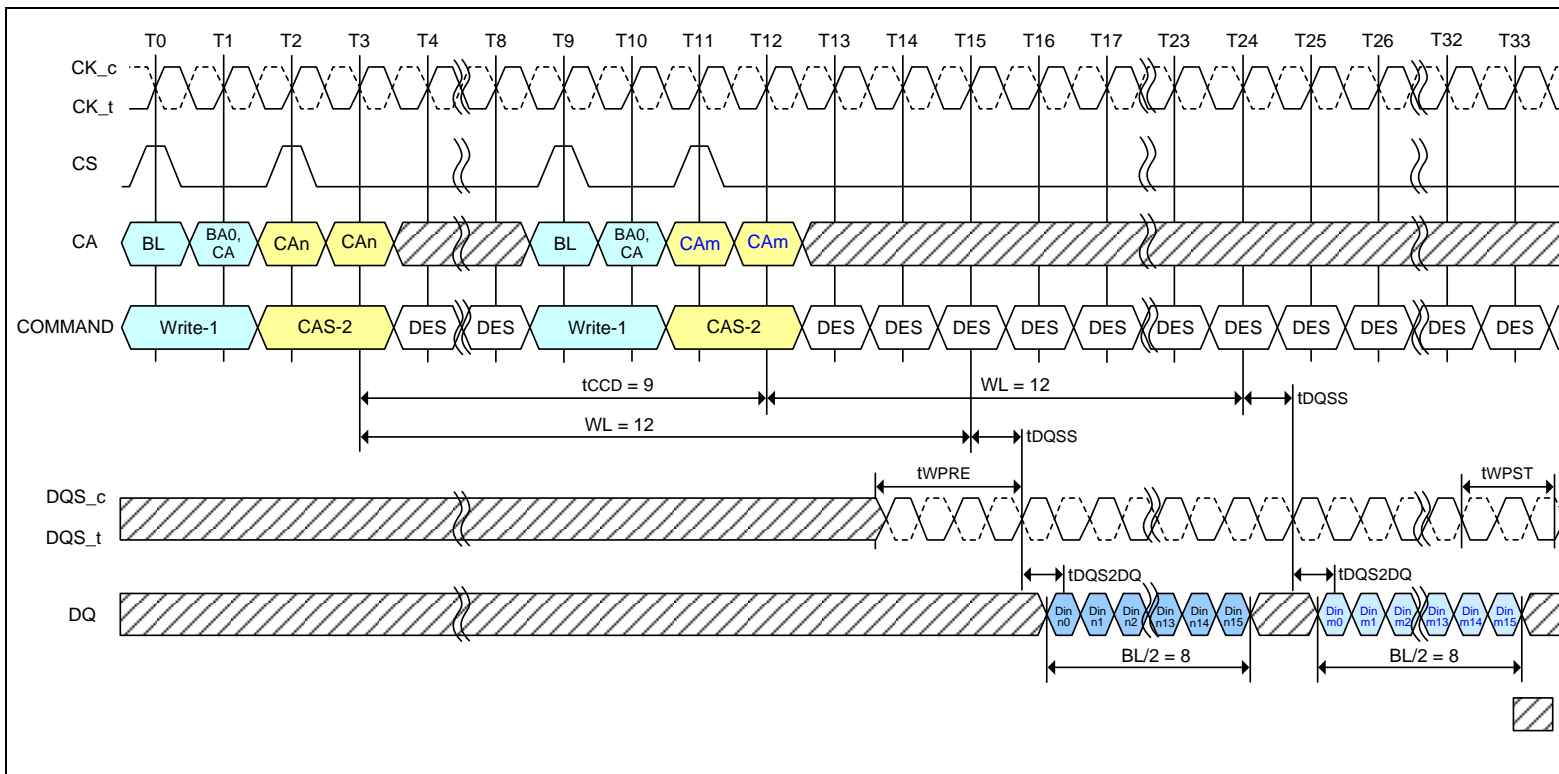 T0 T1 T2 T3 T4 T8 T9 T10 T11 T12 T13 T14 T15 T16 T17 T23 T24 T25 T26 T32 T33
CK_c
CK_t
CS
CA BL BA0, CA CAn CAn BL BA0, CA CAm CAm
COMMAND Write-1 CAS-2 DES DES Write-1 CAS-2 DES DES DES DES DES DES DES DES DES DES DES
tCCD = 9 WL = 12 tDQSS
WL = 12 tDQSS
tWPRE tWPST
DQS_c
DQS_t
tDQS2DQ tDQS2DQ
DQ Din n0 Din n1 Din n2 Din n13 Din n14 Din n15 Din m0 Din m1 Din m2 Din m13 Din m14 Din m15
BL/2 = 8 BL/2 = 8